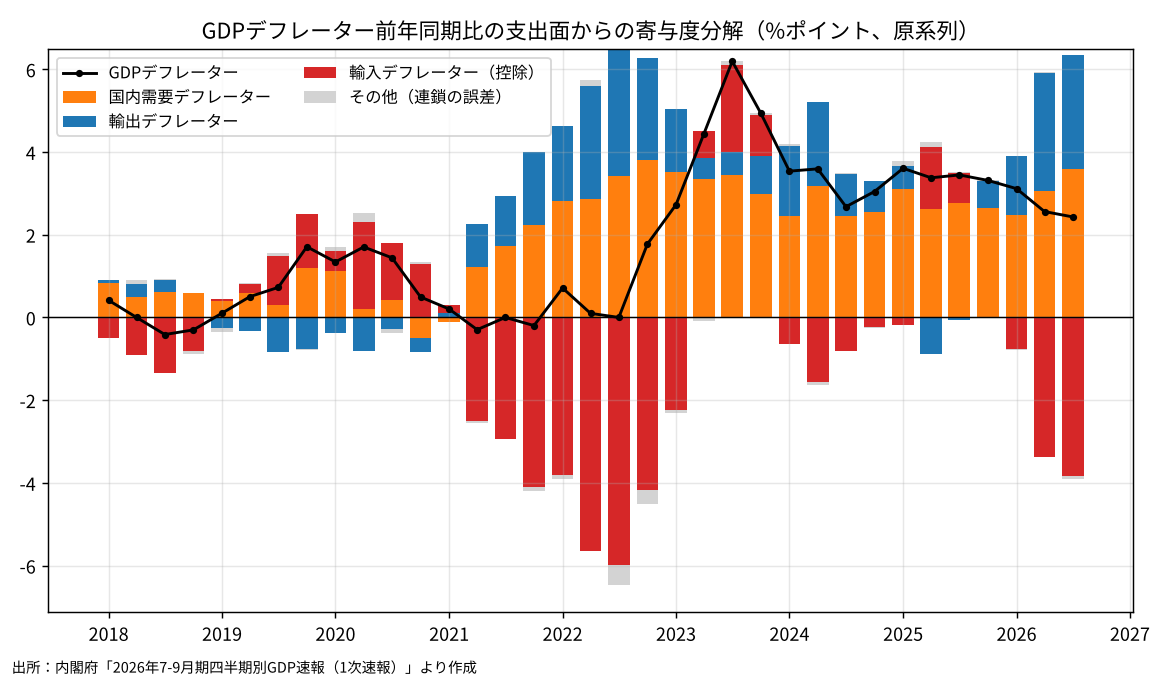 GDPデフレーター前年同期比の支出面からの寄与度分解（%ポイント、原系列）
GDPデフレーター
国内需要デフレーター
輸出デフレーター
輸入デフレーター（控除）
その他（連鎖の誤差）
6
4
2
0
-2
-4
-6
2018 2019 2020 2021 2022 2023 2024 2025 2026 2027
出所：内閣府「2026年7-9月期四半期別GDP速報（1次速報）」より作成